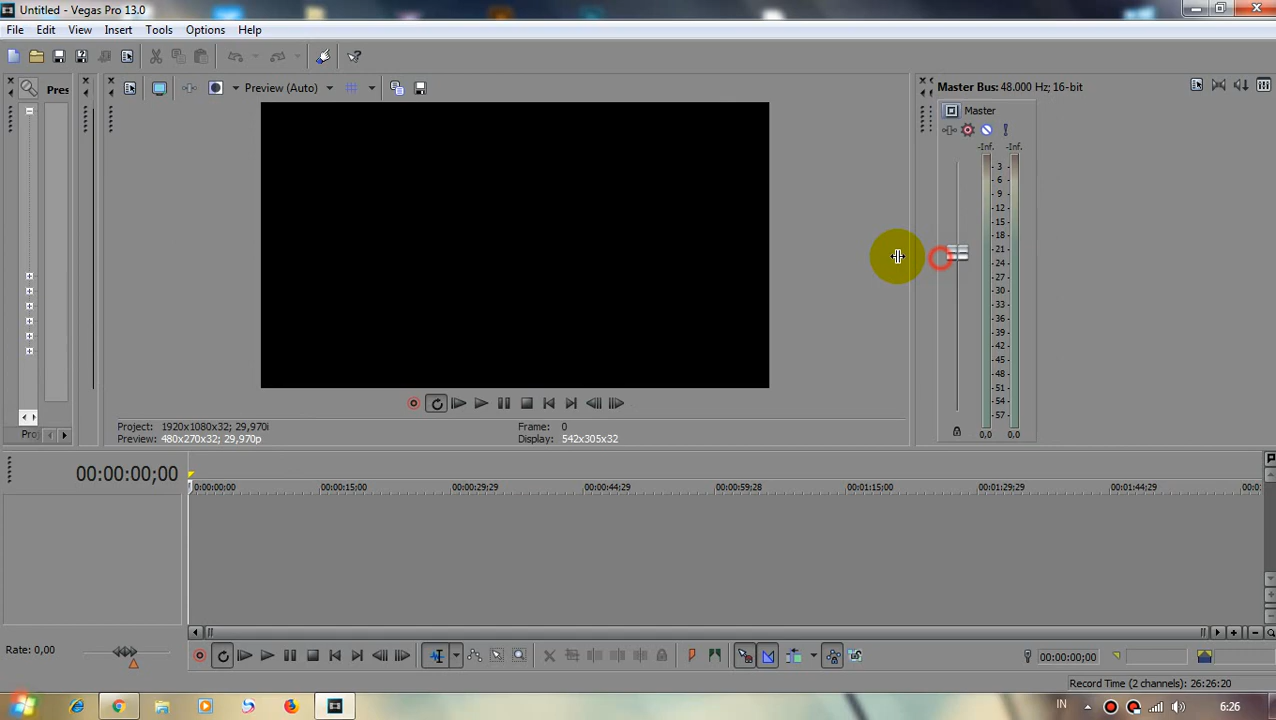 Untitled - Vegas Pro 13.0
File Edit View Insert Tools Options Help
Pres
Preview (Auto)
Master Bus: 48.000 Hz; 16-bit
Master
-Inf. -Inf.
3
6
9
12
15
18
21
24
27
30
33
36
39
42
45
48
51
54
57
0,0 0,0
Project: 1920x1080x32; 29,970i
Preview: 480x270x32; 29,970p
Frame: 0
Display: 542x305x32
Pro
00:00:00;00
0:00:00;00 00:00:15;00 00:00:29;29 00:00:44;29 00:00:59;28 00:01:15;00 00:01:29;29 00:01:44;29 00:0
Rate: 0,00
00:00:00;00
Record Time (2 channels): 26:26:20
IN
6:26